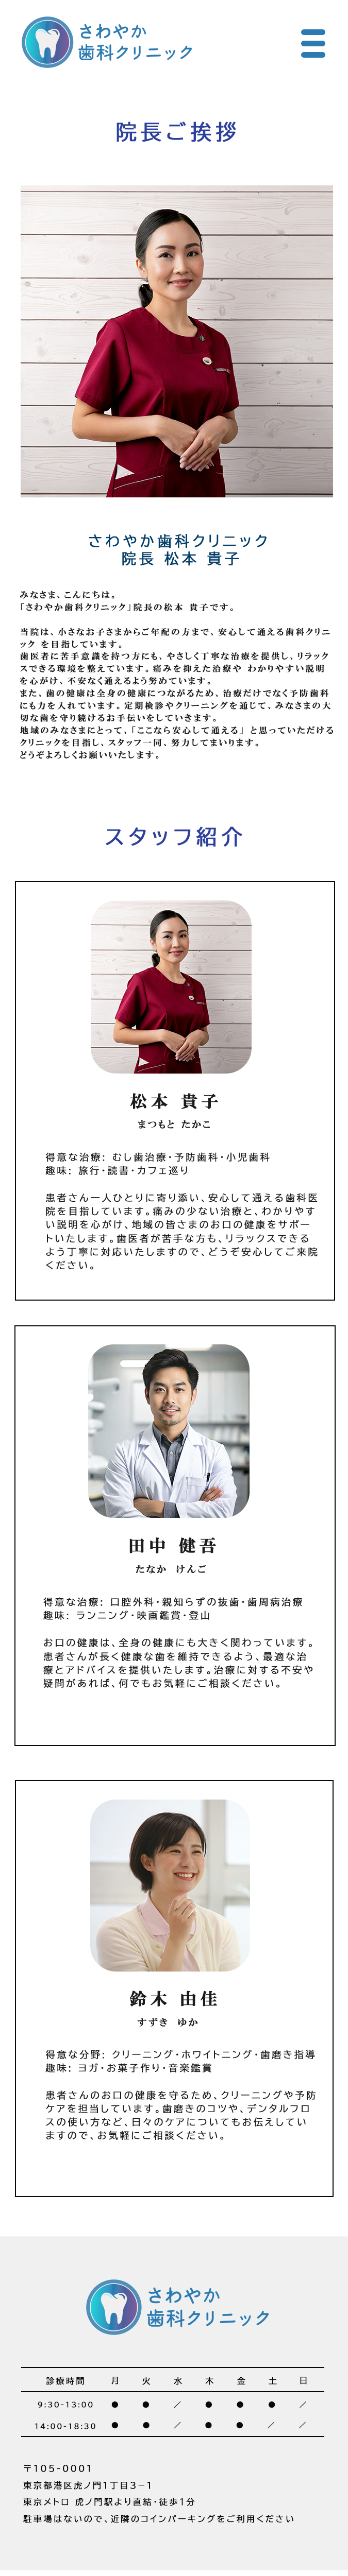 さわやか
歯科クリニック
院長ご挨拶
さわやか歯科クリニック
院長 松本 貴子
みなさま、こんにちは。
「さわやか歯科クリニック」院長の松本 貴子です。
当院は、小さなお子さまからご年配の方まで、安心して通える歯科クリニ
ック を目指しています。
歯医者に苦手意識を持つ方にも、やさしく丁寧な治療を提供し、リラック
スできる環境を整えています。痛みを抑えた治療や わかりやすい説明
を心がけ、不安なく通えるよう努めています。
また、歯の健康は全身の健康につながるため、治療だけでなく予防歯科
にも力を入れています。定期検診やクリーニングを通じて、みなさまの大
切な歯を守り続けるお手伝いをしていきます。
地域のみなさまにとって、「ここなら安心して通える」 と思っていただける
クリニックを目指し、スタッフ一同、努力してまいります。
どうぞよろしくお願いいたします。
スタッフ紹介
松本 貴子
まつもと たかこ
得意な治療: むし歯治療・予防歯科・小児歯科
趣味: 旅行・読書・カフェ巡り
患者さん一人ひとりに寄り添い、安心して通える歯科医
院を目指しています。痛みの少ない治療と、わかりやす
い説明を心がけ、地域の皆さまのお口の健康をサポー
トいたします。歯医者が苦手な方も、リラックスできる
よう丁寧に対応いたしますので、どうぞ安心してご来院
ください。
田中 健吾
たなか けんご
得意な治療: 口腔外科・親知らずの抜歯・歯周病治療
趣味: ランニング・映画鑑賞・登山
お口の健康は、全身の健康にも大きく関わっています。
患者さんが長く健康な歯を維持できるよう、最適な治
療とアドバイスを提供いたします。治療に対する不安や
疑問があれば、何でもお気軽にご相談ください。
鈴木 由佳
すずき ゆか
得意な分野: クリーニング・ホワイトニング・歯磨き指導
趣味: ヨガ・お菓子作り・音楽鑑賞
患者さんのお口の健康を守るため、クリーニングや予防
ケアを担当しています。歯磨きのコツや、デンタルフロ
スの使い方など、日々のケアについてもお伝えしてい
ますので、お気軽にご相談ください。
さわやか
歯科クリニック
診療時間 月 火 水 木 金 土 日
9:30-13:00 ● ● ／ ● ● ● ／
14:00-18:30 ● ● ／ ● ● ／ ／
〒105-0001
東京都港区虎ノ門1丁目3−1
東京メトロ 虎ノ門駅より直結・徒歩1分
駐車場はないので、近隣のコインパーキングをご利用ください